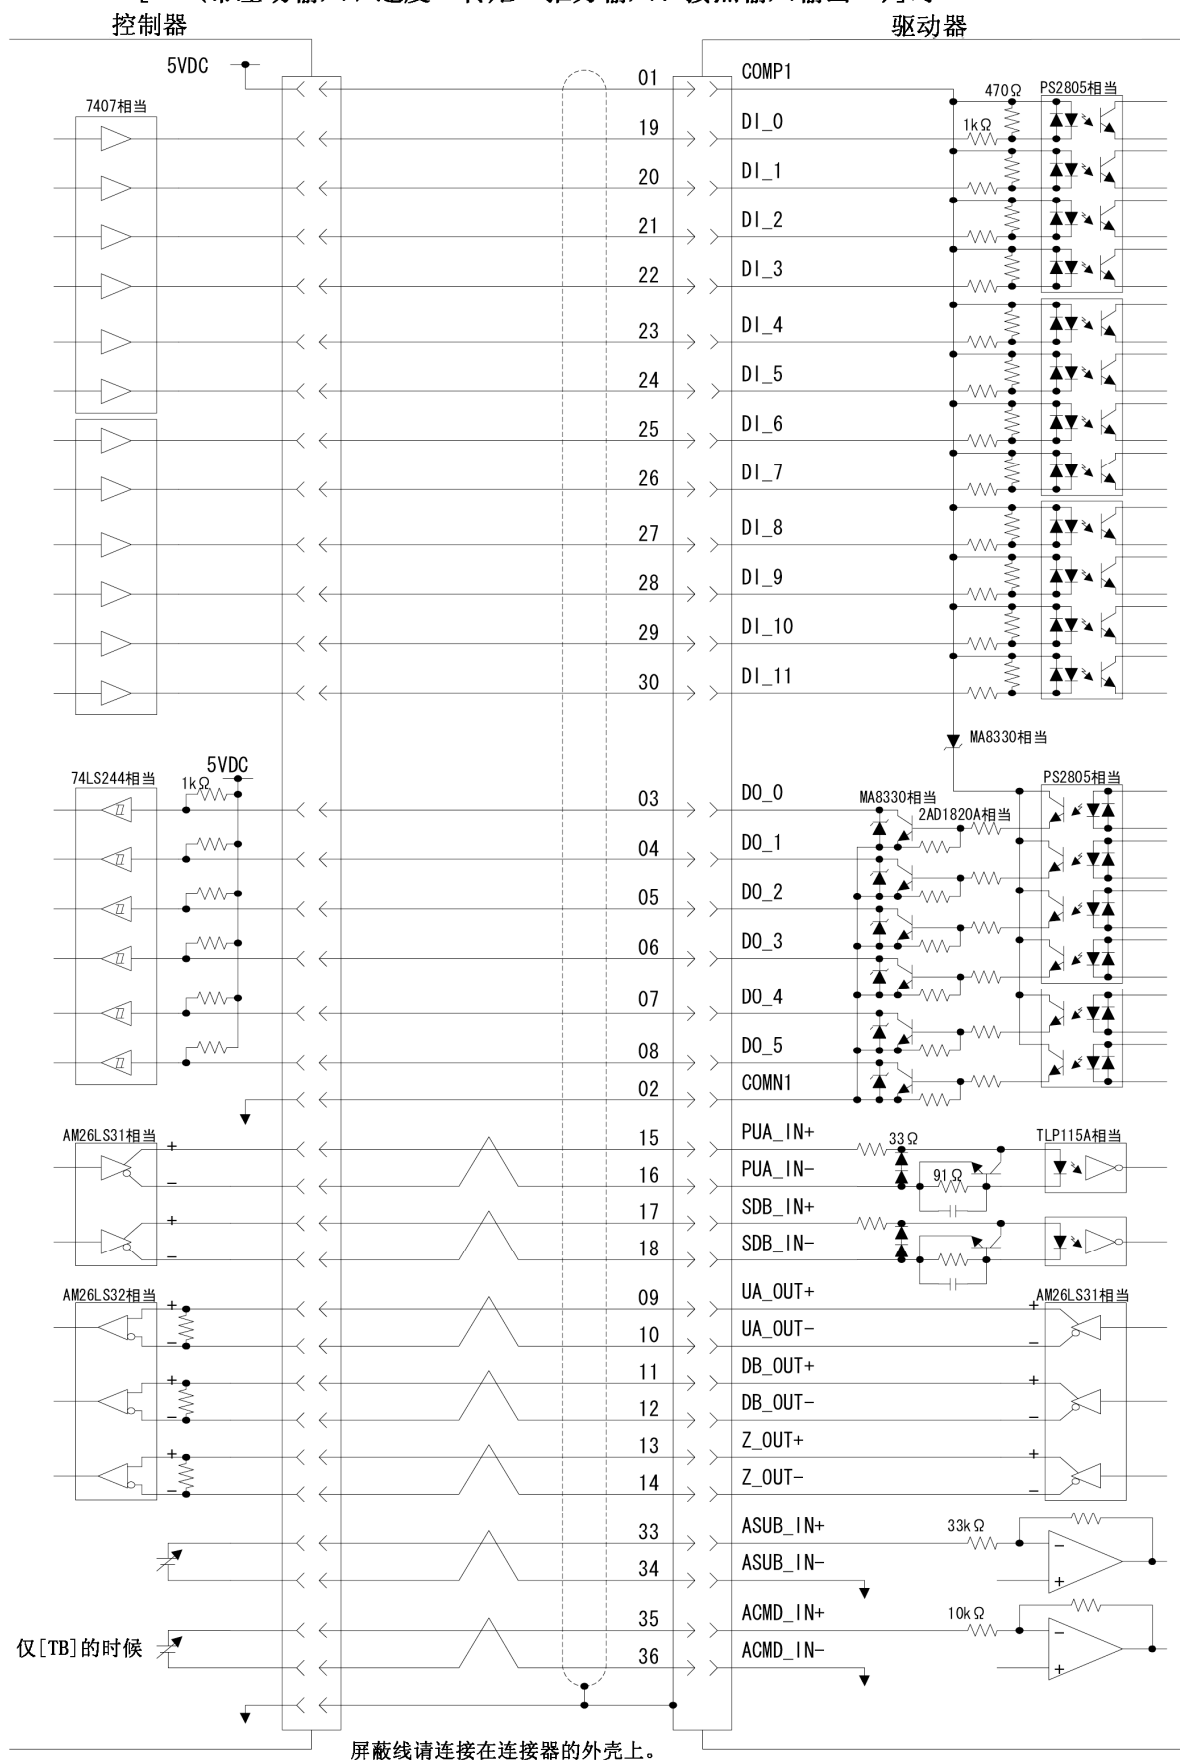 控制器
驱动器
5VDC
01
COMP1
7407相当
470Ω
PS2805相当
19
DI_0
1kΩ
20
DI_1
21
DI_2
22
DI_3
23
DI_4
24
DI_5
25
DI_6
26
DI_7
27
DI_8
28
DI_9
29
DI_10
30
DI_11
MA8330相当
5VDC
74LS244相当
1kΩ
PS2805相当
03
DO_0
MA8330相当
2AD1820A相当
04
DO_1
05
DO_2
06
DO_3
07
DO_4
08
DO_5
02
COMN1
AM26LS31相当
+
15
PUA_IN+
33Ω
TLP115A相当
-
16
PUA_IN-
91Ω
+
17
SDB_IN+
-
18
SDB_IN-
AM26LS32相当
+
09
UA_OUT+
+
AM26LS31相当
-
10
UA_OUT-
-
+
11
DB_OUT+
+
-
12
DB_OUT-
-
+
13
Z_OUT+
+
-
14
Z_OUT-
-
33
ASUB_IN+
33kΩ
-
34
ASUB_IN-
+
35
ACMD_IN+
10kΩ
-
仅[TB]的时候
36
ACMD_IN-
+
屏蔽线请连接在连接器的外壳上。